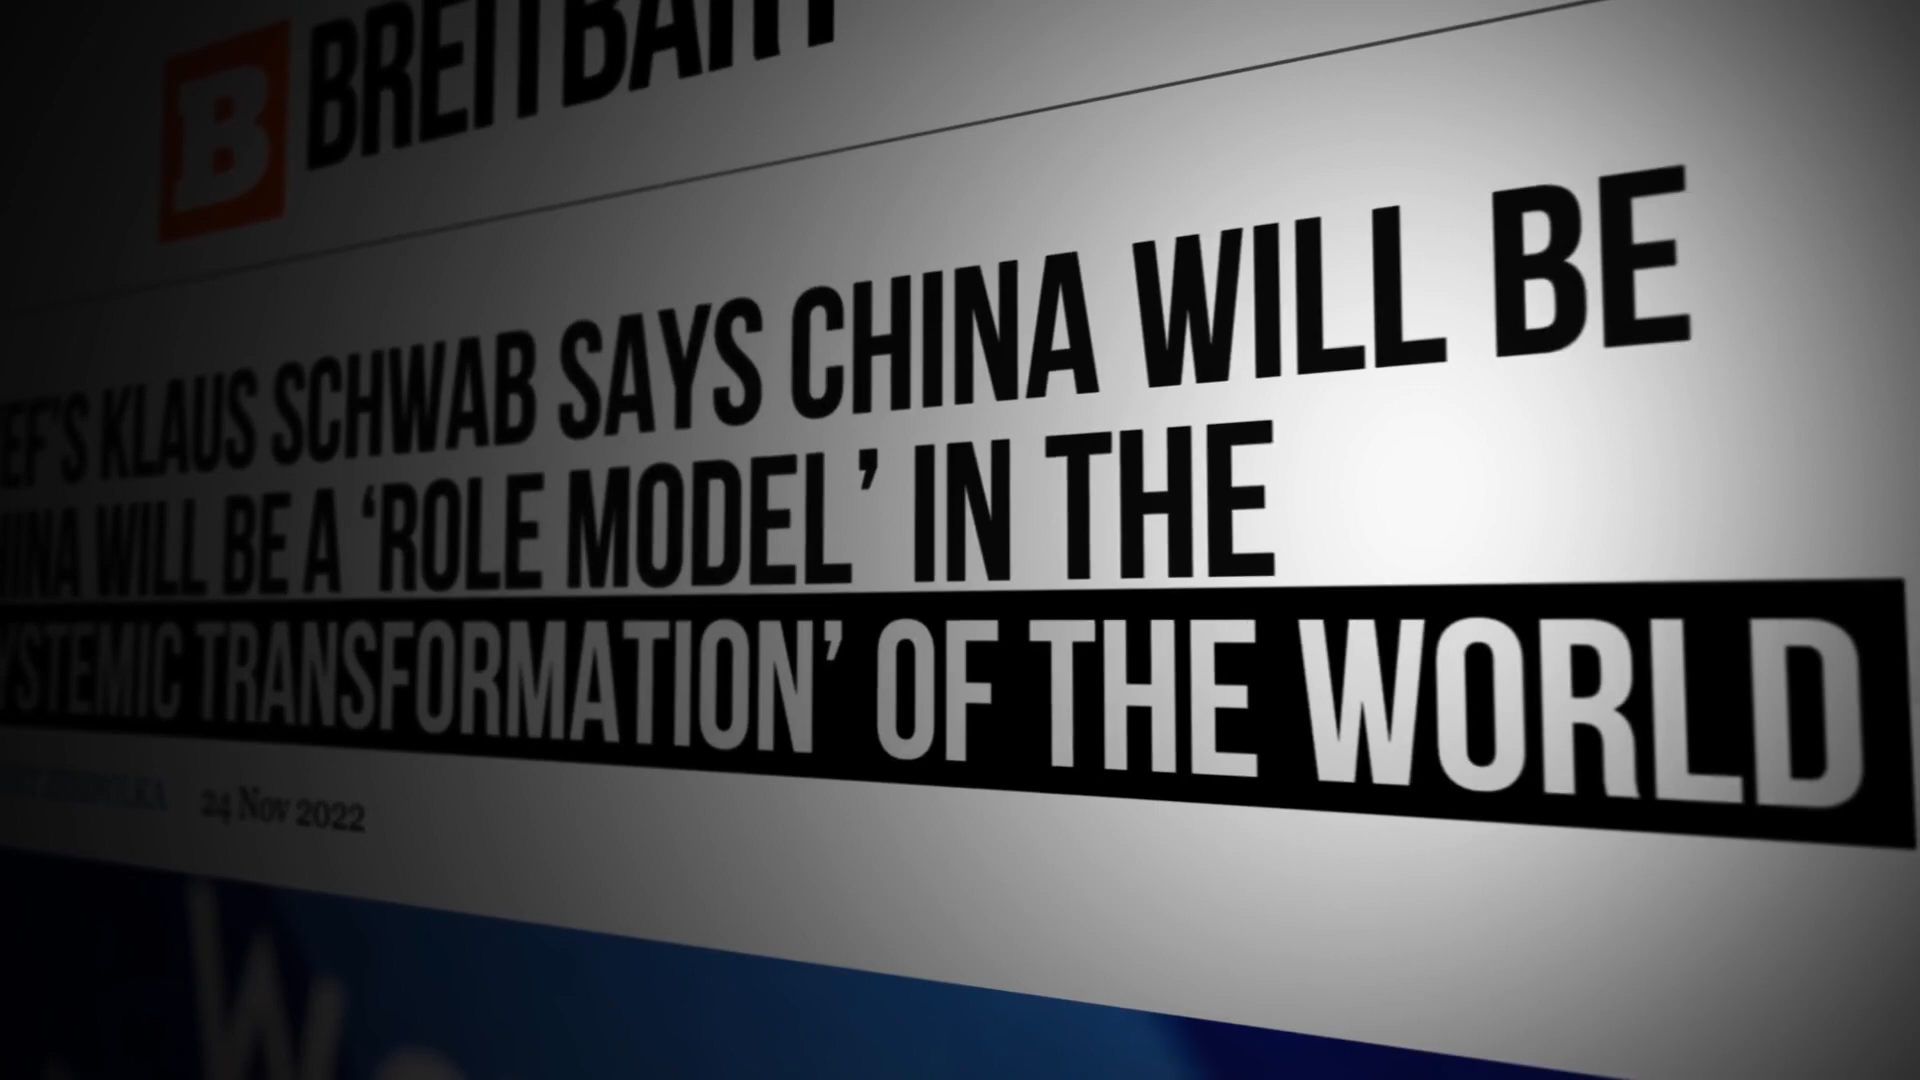 B BREITBART
EF'S KLAUS SCHWAB SAYS CHINA WILL BE
INA WILL BE A ‘ROLE MODEL’ IN THE
YSTEMIC TRANSFORMATION’ OF THE WORLD
24 Nov 2022